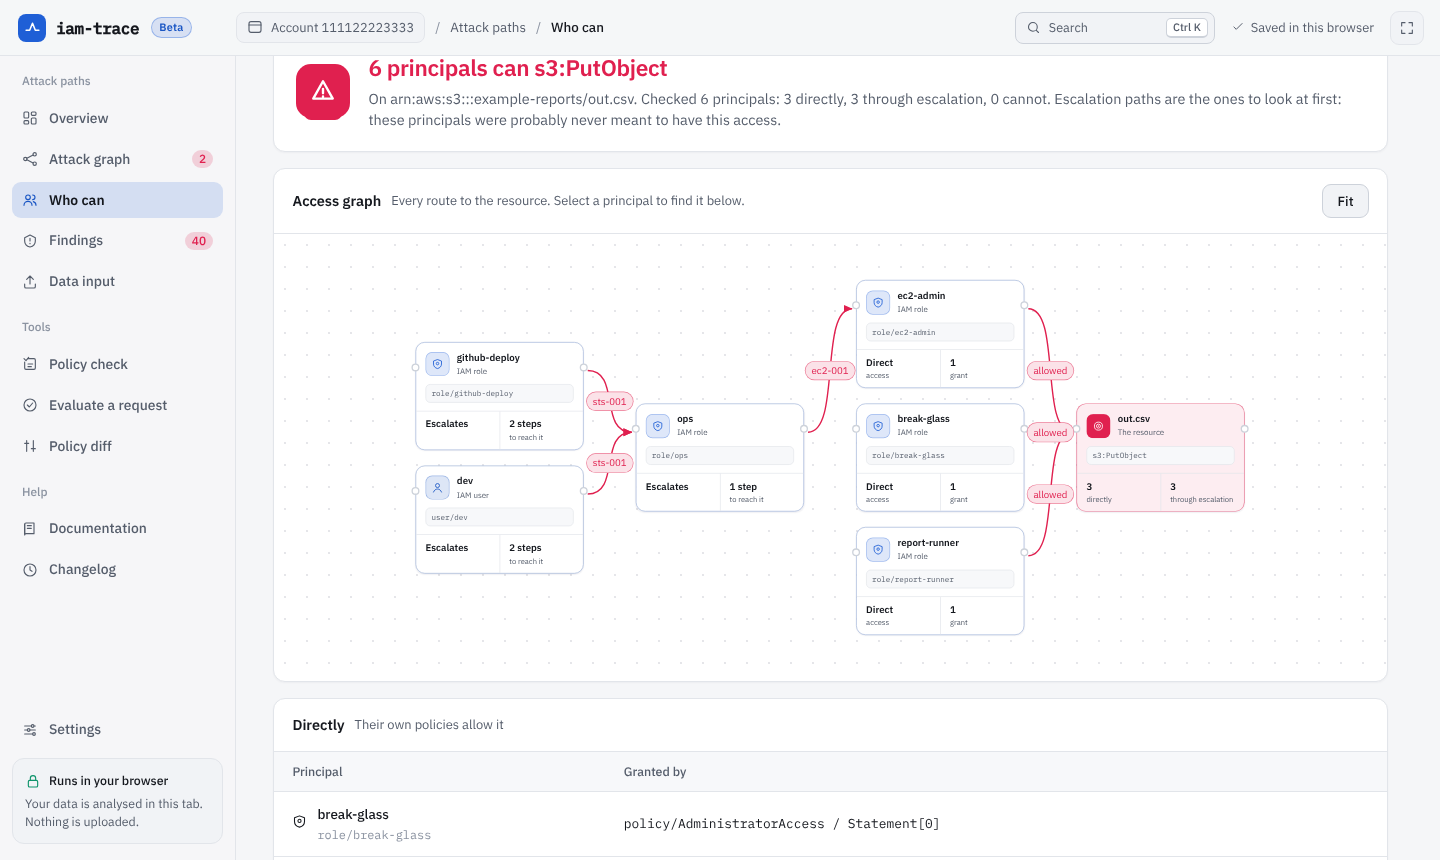 iam-trace
Beta
Account 111122223333 / Attack paths / Who can
Search
Ctrl K
Saved in this browser
Attack paths
Overview
Attack graph
2
Who can
Findings
40
Data input
Tools
Policy check
Evaluate a request
Policy diff
Help
Documentation
Changelog
Settings
Runs in your browser
Your data is analysed in this tab.
Nothing is uploaded.
6 principals can s3:PutObject
On arn:aws:s3:::example-reports/out.csv. Checked 6 principals: 3 directly, 3 through escalation, 0 cannot. Escalation paths are the ones to look at first:
these principals were probably never meant to have this access.
Access graph Every route to the resource. Select a principal to find it below.
Fit
github-deploy
IAM role
role/github-deploy
Escalates
2 steps
to reach it
dev
IAM user
user/dev
Escalates
2 steps
to reach it
sts-001
sts-001
ops
IAM role
role/ops
Escalates
1 step
to reach it
ec2-001
ec2-admin
IAM role
role/ec2-admin
Direct
access
1
grant
break-glass
IAM role
role/break-glass
Direct
access
1
grant
report-runner
IAM role
role/report-runner
Direct
access
1
grant
allowed
allowed
allowed
out.csv
The resource
s3:PutObject
3
directly
3
through escalation
Directly Their own policies allow it
Principal
Granted by
break-glass
role/break-glass
policy/AdministratorAccess / Statement[0]